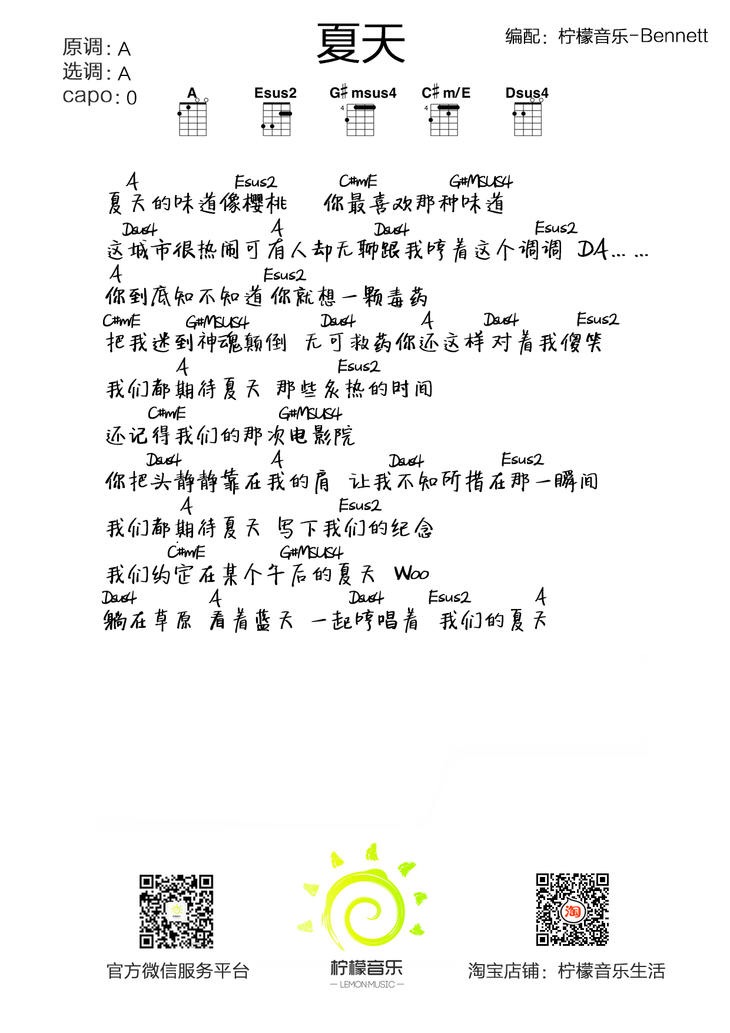 夏天
编配：柠檬音乐-Bennett
原调：A
选调：A
capo：0
A Esus2 G#msus4 C#m/E Dsus4
4 4
A Esus2 C#m/E G#MSUS4
夏天的味道像樱桃 你最喜欢那种味道
Dsus4 A Dsus4 Esus2
这城市很热闹可有人却无聊跟我哼着这个调调 DA... ...
A Esus2
你到底知不知道你就想一颗毒药
C#m/E G#MSUS4 Dsus4 A Dsus4 Esus2
把我迷到神魂颠倒 无可救药你还这样对着我傻笑
A Esus2
我们都期待夏天 那些炙热的时间
C#m/E G#MSUS4
还记得我们的那次电影院
Dsus4 A Dsus4 Esus2
你把头静静靠在我的肩 让我不知所措在那一瞬间
A Esus2
我们都期待夏天 写下我们的纪念
C#m/E G#MSUS4
我们约定在某个午后的夏天 Woo
Dsus4 A Dsus4 Esus2 A
躺在草原 看着蓝天 一起哼唱着 我们的夏天
淘
官方微信服务平台
柠檬音乐
LEMON MUSIC
淘宝店铺：柠檬音乐生活